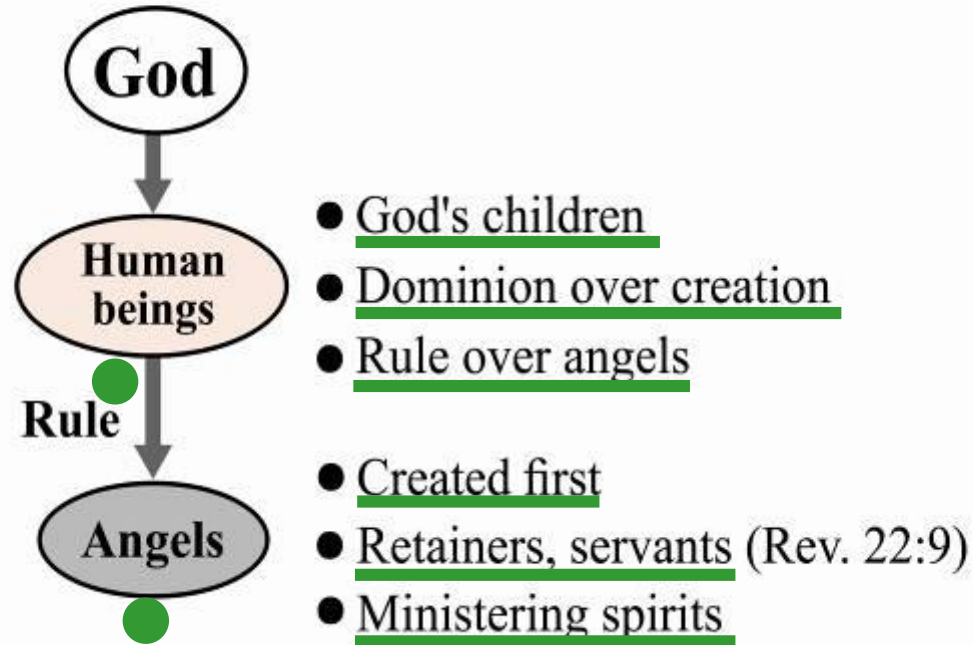 God
Human
beings
● God's children
● Dominion over creation
● Rule over angels
Rule
Angels
● Created first
● Retainers, servants (Rev. 22:9)
● Ministering spirits